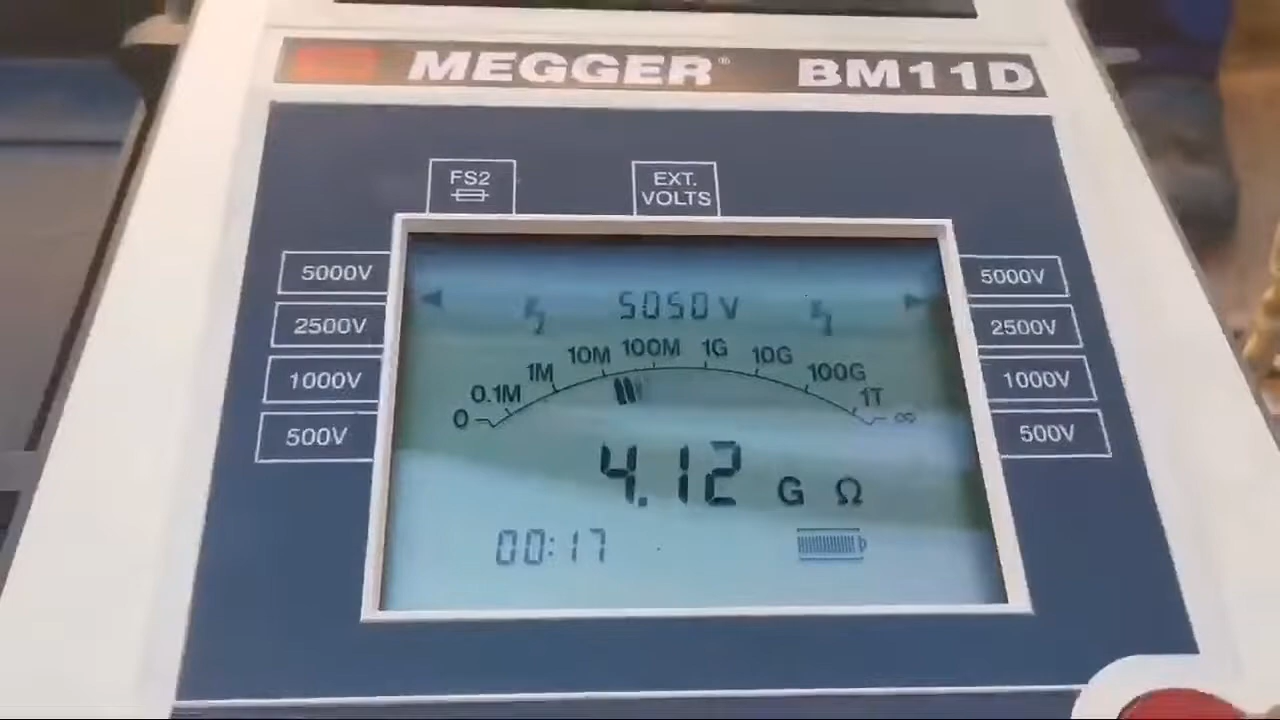 MEGGER® BM11D
FS2
EXT.
VOLTS
5000V
2500V
1000V
500V
5000V
2500V
1000V
500V
5050 V
0 0.1M 1M 10M 100M 1G 10G 100G 1T ∞
4.12 G Ω
00:17